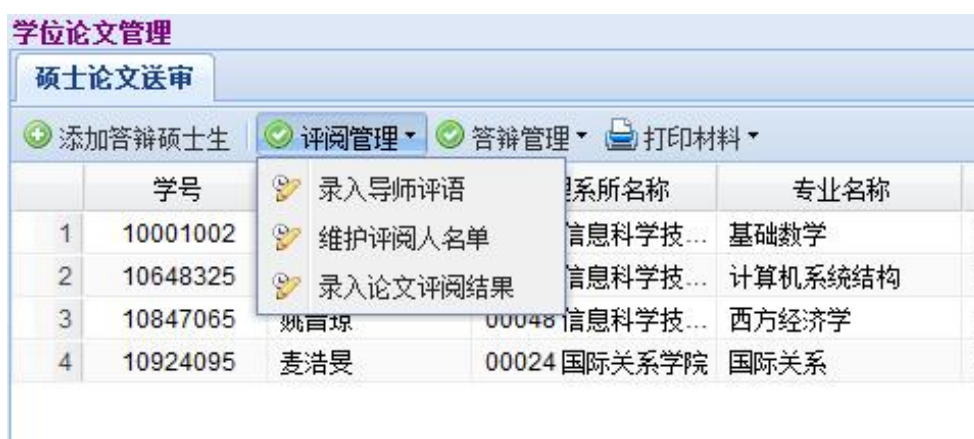 学位论文管理
硕士论文送审
添加答辩硕士生 评阅管理 答辩管理 打印材料
学号 系所名称 专业名称
录入导师评语
维护评阅人名单
录入论文评阅结果
1 10001002 信息科学技... 基础数学
2 10648325 信息科学技... 计算机系统结构
3 10847065 00048 信息科学技... 西方经济学
4 10924095 麦浩旻 00024 国际关系学院 国际关系